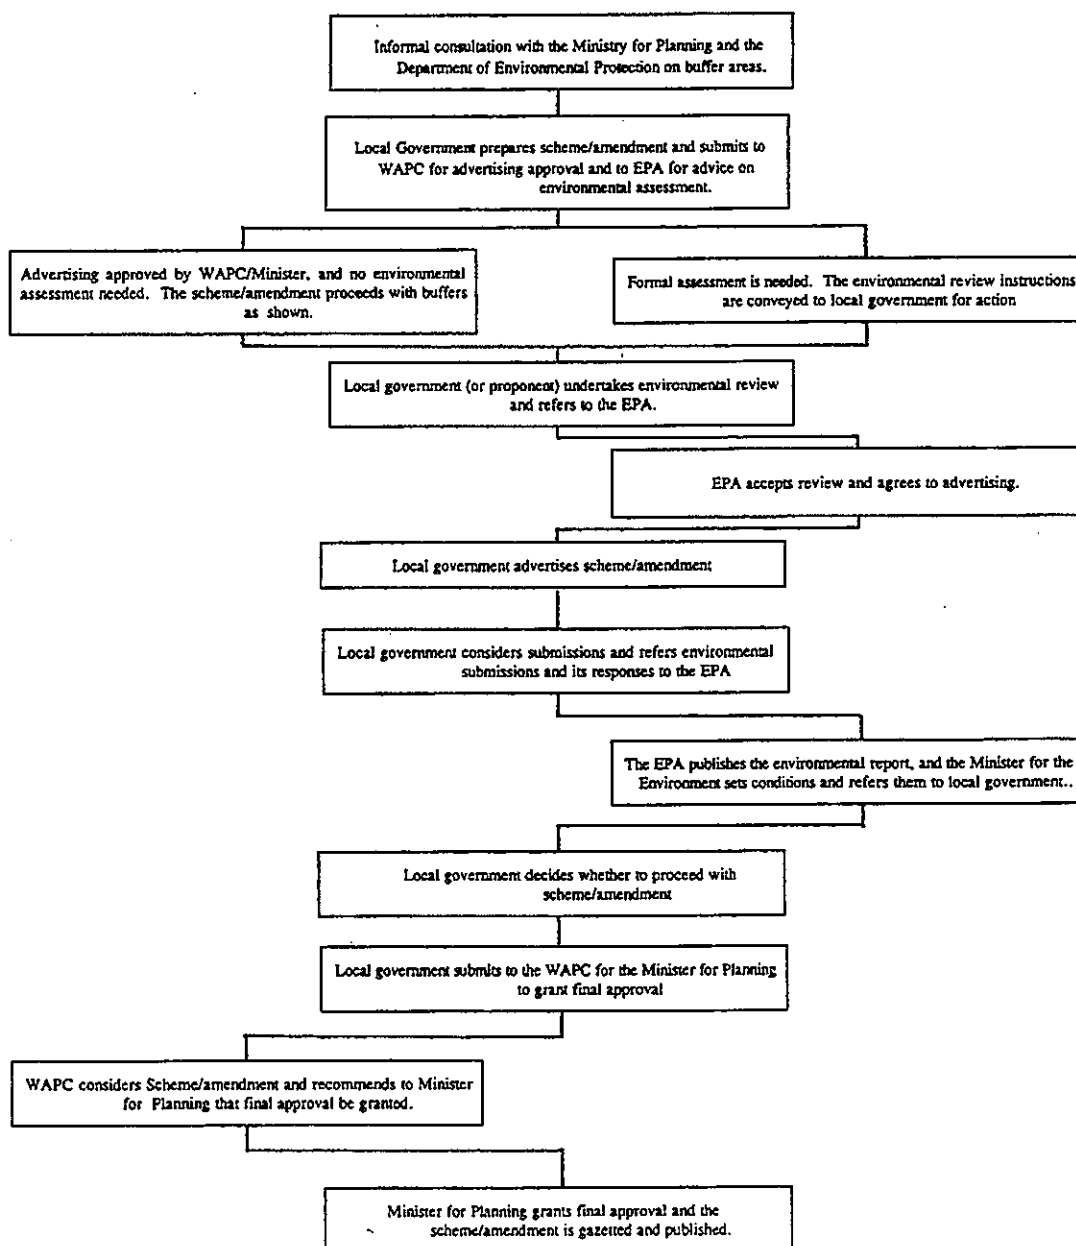 Informal consultation with the Ministry for Planning and the
Department of Environmental Protection on buffer areas.
Local Government prepares scheme/amendment and submits to
WAPC for advertising approval and to EPA for advice on
environmental assessment.
Advertising approved by WAPC/Minister, and no environmental
assessment needed. The scheme/amendment proceeds with buffers
as shown.
Formal assessment is needed. The environmental review instructions
are conveyed to local government for action
Local government (or proponent) undertakes environmental review
and refers to the EPA.
EPA accepts review and agrees to advertising.
Local government advertises scheme/amendment
Local government considers submissions and refers environmental
submissions and its responses to the EPA
The EPA publishes the environmental report, and the Minister for the
Environment sets conditions and refers them to local government..
Local government decides whether to proceed with
scheme/amendment
Local government submits to the WAPC for the Minister for Planning
to grant final approval
WAPC considers Scheme/amendment and recommends to Minister
for Planning that final approval be granted.
Minister for Planning grants final approval and the
scheme/amendment is gazetted and published.